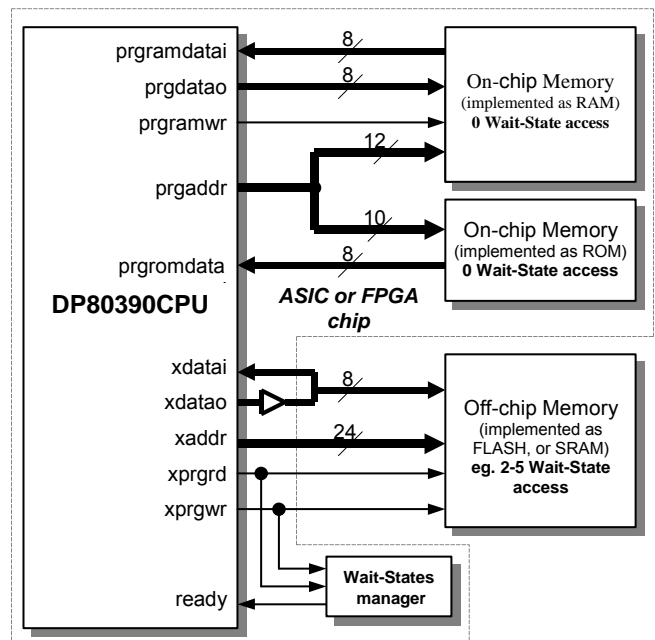 prgramdatai
8
prgdatao
8
prgramwr
On-chip Memory
(implemented as RAM)
0 Wait-State access
prgaddr
12
10
prgromdata
8
On-chip Memory
(implemented as ROM)
0 Wait-State access
DP80390CPU
ASIC or FPGA
chip
xdatai
xdatao
8
xaddr
24
xprgrd
xprgwr
Off-chip Memory
(implemented as
FLASH, or SRAM)
eg. 2-5 Wait-State
access
ready
Wait-States
manager